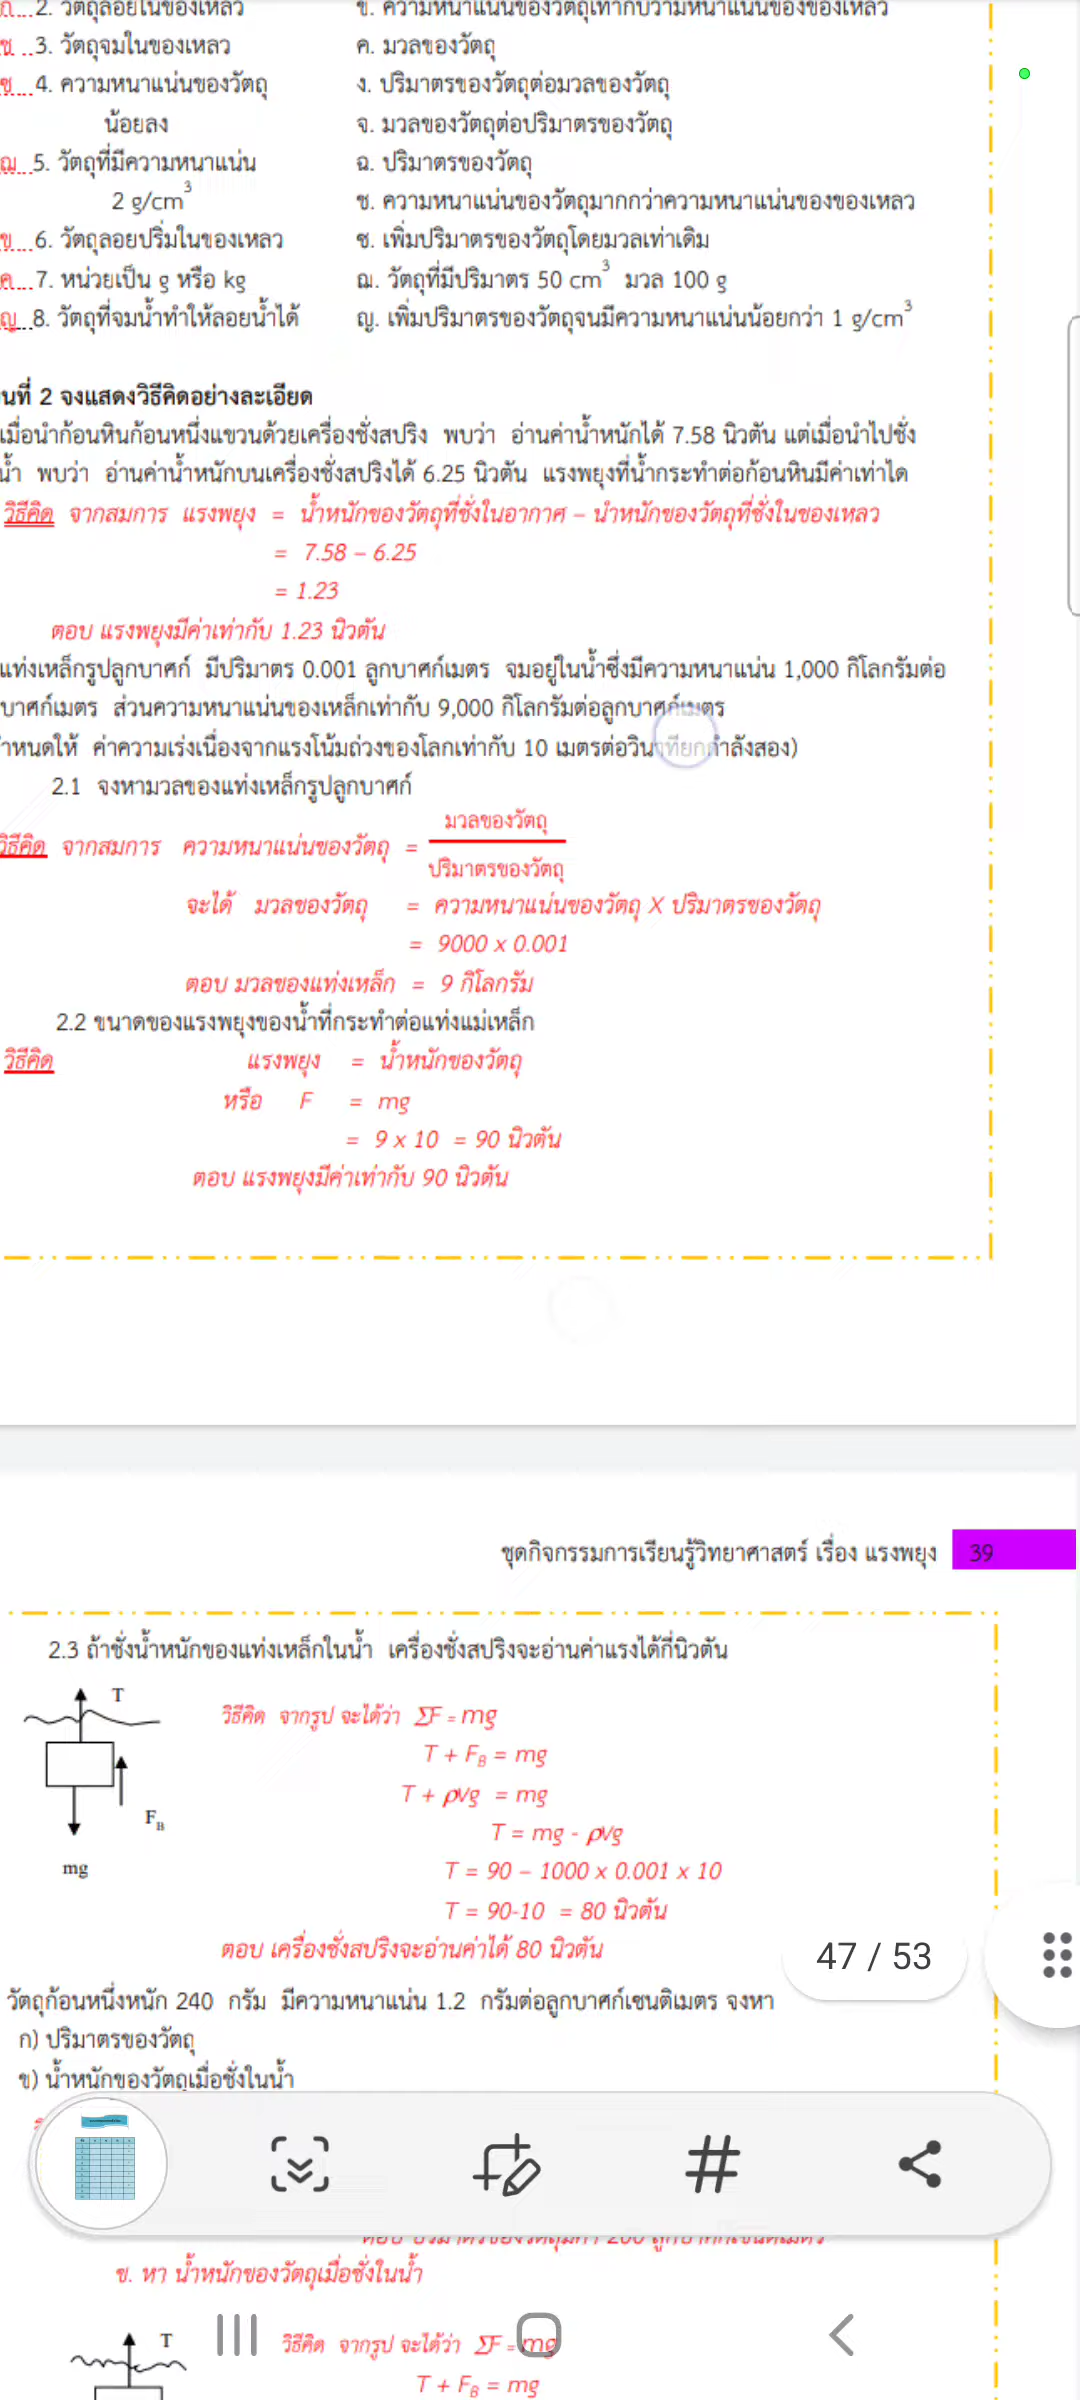 ก...2. วัตถุลอยในของเหลว ข. ความหนาแน่นของวัตถุเท่ากับความหนาแน่นของของเหลว
ช...3. วัตถุจมในของเหลว ค. มวลของวัตถุ
ซ...4. ความหนาแน่นของวัตถุ ง. ปริมาตรของวัตถุต่อมวลของวัตถุ
น้อยลง จ. มวลของวัตถุต่อปริมาตรของวัตถุ
ฌ...5. วัตถุที่มีความหนาแน่น ฉ. ปริมาตรของวัตถุ
2 g/cm³ ช. ความหนาแน่นของวัตถุมากกว่าความหนาแน่นของของเหลว
ข...6. วัตถุลอยปริ่มในของเหลว ซ. เพิ่มปริมาตรของวัตถุโดยมวลเท่าเดิม
ค...7. หน่วยเป็น g หรือ kg ฌ. วัตถุที่มีปริมาตร 50 cm³ มวล 100 g
ญ...8. วัตถุที่จมน้ำทำให้ลอยน้ำได้ ญ. เพิ่มปริมาตรของวัตถุจนมีความหนาแน่นน้อยกว่า 1 g/cm³
นที่ 2 จงแสดงวิธีคิดอย่างละเอียด
เมื่อนำก้อนหินก้อนหนึ่งแขวนด้วยเครื่องชั่งสปริง พบว่า อ่านค่าน้ำหนักได้ 7.58 นิวตัน แต่เมื่อนำไปชั่ง
น้ำ พบว่า อ่านค่าน้ำหนักบนเครื่องชั่งสปริงได้ 6.25 นิวตัน แรงพยุงที่น้ำกระทำต่อก้อนหินมีค่าเท่าใด
วิธีคิด จากสมการ แรงพยุง = น้ำหนักของวัตถุที่ชั่งในอากาศ – น้ำหนักของวัตถุที่ชั่งในของเหลว
= 7.58 – 6.25
= 1.23
ตอบ แรงพยุงมีค่าเท่ากับ 1.23 นิวตัน
แท่งเหล็กรูปลูกบาศก์ มีปริมาตร 0.001 ลูกบาศก์เมตร จมอยู่ในน้ำซึ่งมีความหนาแน่น 1,000 กิโลกรัมต่อ
บาศก์เมตร ส่วนความหนาแน่นของเหล็กเท่ากับ 9,000 กิโลกรัมต่อลูกบาศก์เมตร
ำหนดให้ ค่าความเร่งเนื่องจากแรงโน้มถ่วงของโลกเท่ากับ 10 เมตรต่อวินาทียกกำลังสอง)
2.1 จงหามวลของแท่งเหล็กรูปลูกบาศก์
มวลของวัตถุ
วิธีคิด จากสมการ ความหนาแน่นของวัตถุ =
ปริมาตรของวัตถุ
จะได้ มวลของวัตถุ = ความหนาแน่นของวัตถุ X ปริมาตรของวัตถุ
= 9000 x 0.001
ตอบ มวลของแท่งเหล็ก = 9 กิโลกรัม
2.2 ขนาดของแรงพยุงของน้ำที่กระทำต่อแท่งแม่เหล็ก
วิธีคิด แรงพยุง = น้ำหนักของวัตถุ
หรือ F = mg
= 9 x 10 = 90 นิวตัน
ตอบ แรงพยุงมีค่าเท่ากับ 90 นิวตัน
ชุดกิจกรรมการเรียนรู้วิทยาศาสตร์ เรื่อง แรงพยุง 39
2.3 ถ้าชั่งน้ำหนักของแท่งเหล็กในน้ำ เครื่องชั่งสปริงจะอ่านค่าแรงได้กี่นิวตัน
T
วิธีคิด จากรูป จะได้ว่า ΣF = mg
T + F_B = mg
T + ρVg = mg
F_B
T = mg - ρVg
mg
T = 90 – 1000 x 0.001 x 10
T = 90-10 = 80 นิวตัน
ตอบ เครื่องชั่งสปริงจะอ่านค่าได้ 80 นิวตัน
47 / 53
วัตถุก้อนหนึ่งหนัก 240 กรัม มีความหนาแน่น 1.2 กรัมต่อลูกบาศก์เซนติเมตร จงหา
ก) ปริมาตรของวัตถุ
ข) น้ำหนักของวัตถุเมื่อชั่งในน้ำ
ตอบ ปริมาตรของวัตถุมีค่า 200 ลูกบาศก์เซนติเมตร
ข. หา น้ำหนักของวัตถุเมื่อชั่งในน้ำ
T
วิธีคิด จากรูป จะได้ว่า ΣF = mg
T + F_B = mg